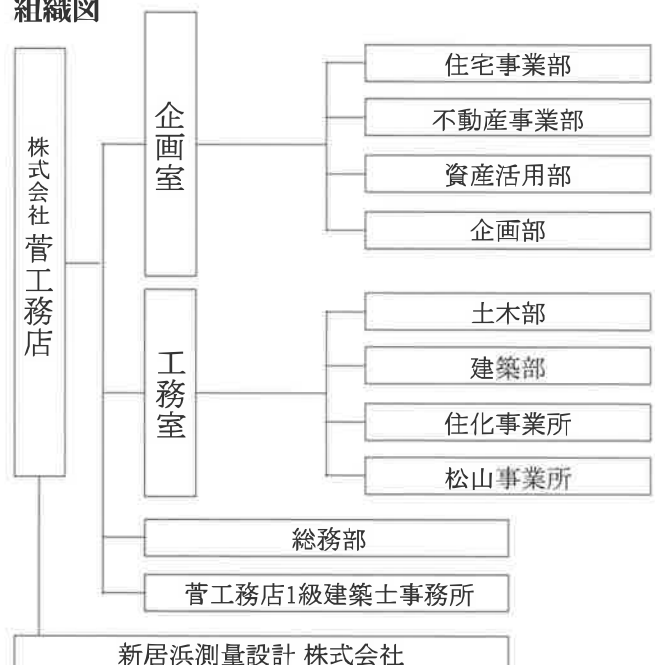 組織図
株式会社 菅工務店
企画室
住宅事業部
不動産事業部
資産活用部
企画部
工務室
土木部
建築部
住化事業所
松山事業所
総務部
菅工務店1級建築士事務所
新居浜測量設計 株式会社